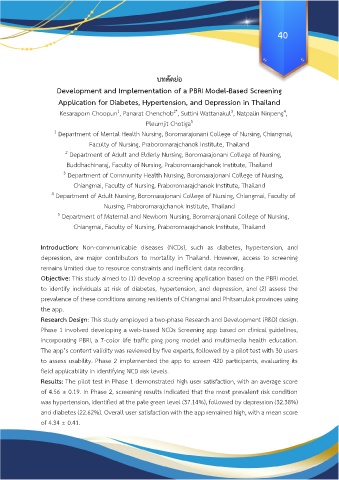 40
บทคัดย่อ
Development and Implementation of a PBRI Model-Based Screening
Application for Diabetes, Hypertension, and Depression in Thailand
Kesaraporn Choopun¹, Panarat Chenchob²*, Suttini Wattanakul³, Natpalin Ninpeng⁴,
Pleumjit Chotiga⁵
¹ Department of Mental Health Nursing, Boromarajonani College of Nursing, Chiangmai,
Faculty of Nursing, Praboromarajchanok Institute, Thailand
² Department of Adult and Elderly Nursing, Boromarajonani College of Nursing,
Buddhachinaraj, Faculty of Nursing, Praboromarajchanok Institute, Thailand
³ Department of Community Health Nursing, Boromarajonani College of Nursing,
Chiangmai, Faculty of Nursing, Praboromarajchanok Institute, Thailand
⁴ Department of Adult Nursing, Boromarajonani College of Nursing, Chiangmai, Faculty of
Nursing, Praboromarajchanok Institute, Thailand
⁵ Department of Maternal and Newborn Nursing, Boromarajonani College of Nursing,
Chiangmai, Faculty of Nursing, Praboromarajchanok Institute, Thailand
Introduction: Non-communicable diseases (NCDs), such as diabetes, hypertension, and
depression, are major contributors to mortality in Thailand. However, access to screening
remains limited due to resource constraints and inefficient data recording.
Objective: This study aimed to (1) develop a screening application based on the PBRI model
to identify individuals at risk of diabetes, hypertension, and depression, and (2) assess the
prevalence of these conditions among residents of Chiangmai and Phitsanulok provinces using
the app.
Research Design: This study employed a two-phase Research and Development (R&D) design.
Phase 1 involved developing a web-based NCDs Screening app based on clinical guidelines,
incorporating PBRI, a 7-color life traffic ping pong model and multimedia health education.
The app's content validity was reviewed by five experts, followed by a pilot test with 30 users
to assess usability. Phase 2 implemented the app to screen 420 participants, evaluating its
field applicability in identifying NCD risk levels.
Results: The pilot test in Phase 1 demonstrated high user satisfaction, with an average score
of 4.56 ± 0.19. In Phase 2, screening results indicated that the most prevalent risk condition
was hypertension, identified at the pale green level (37.14%), followed by depression (32.38%)
and diabetes (22.62%). Overall user satisfaction with the app remained high, with a mean score
of 4.34 ± 0.41.